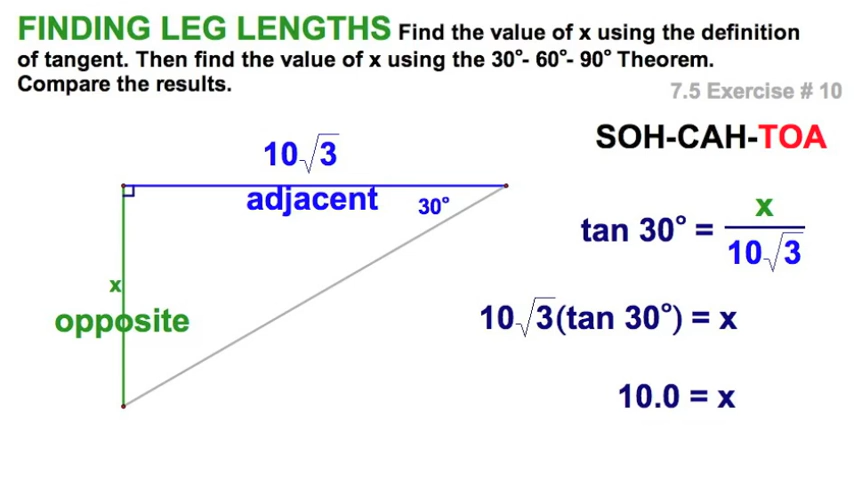 FINDING LEG LENGTHS Find the value of x using the definition
of tangent. Then find the value of x using the 30°- 60°- 90° Theorem.
Compare the results.
7.5 Exercise # 10
SOH-CAH-TOA
10√3
adjacent
30°
x
opposite
tan 30° = x / 10√3
10√3(tan 30°) = x
10.0 = x